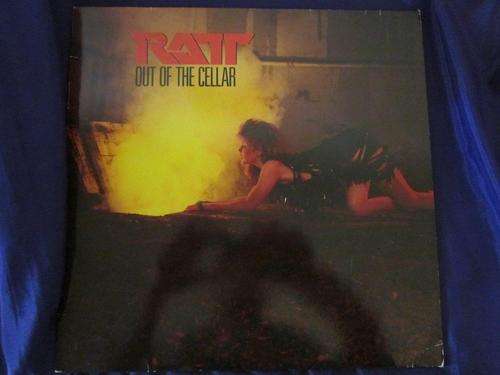 RATT
OUT OF THE CELLAR